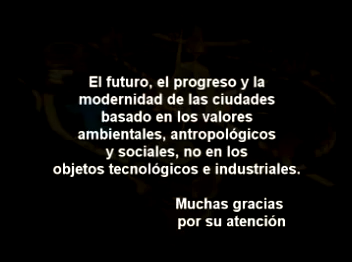 El futuro, el progreso y la
modernidad de las ciudades
basado en los valores
ambientales, antropológicos
y sociales, no en los
objetos tecnológicos e industriales.
Muchas gracias
por su atención